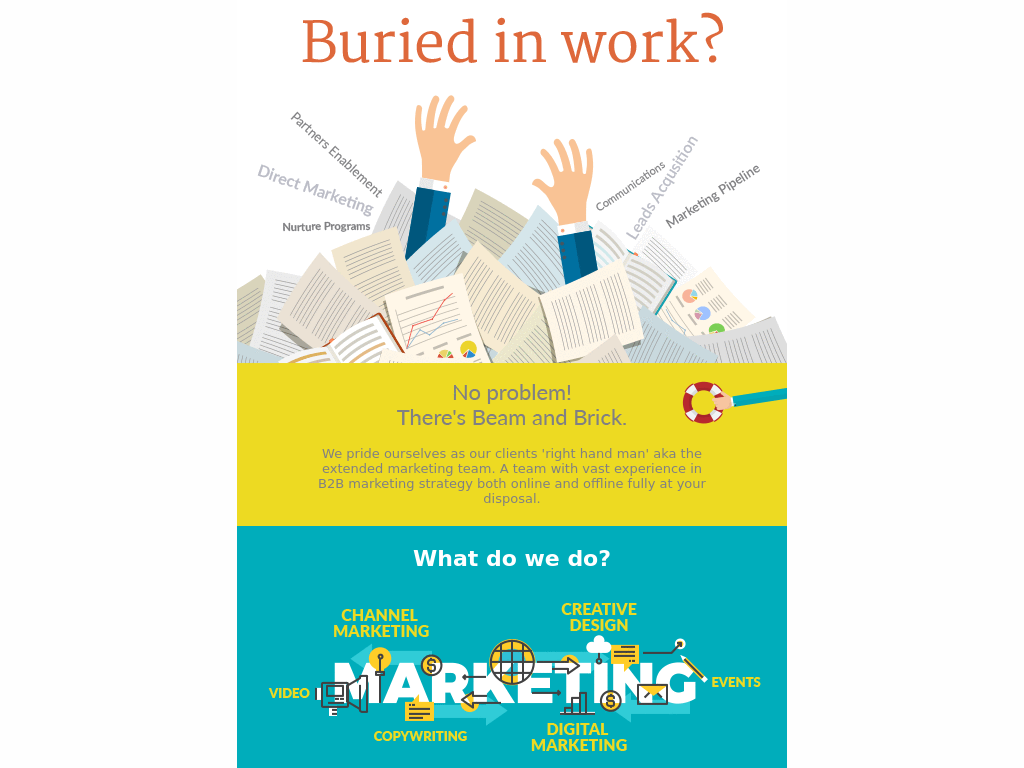 Buried in work?
Partners Enablement
Direct Marketing
Nurture Programs
Communications
Leads Acqusition
Marketing Pipeline
No problem!
There's Beam and Brick.
We pride ourselves as our clients 'right hand man' aka the
extended marketing team. A team with vast experience in
B2B marketing strategy both online and offline fully at your
disposal.
What do we do?
CHANNEL
MARKETING
CREATIVE
DESIGN
MARKETING
VIDEO
EVENTS
COPYWRITING
DIGITAL
MARKETING